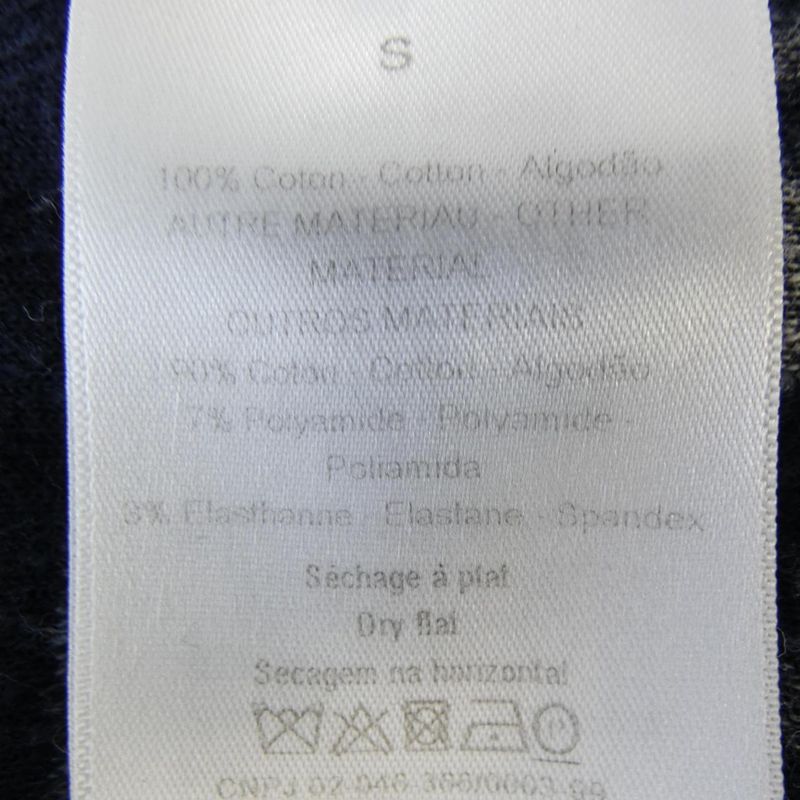 S
100% Coton - Cotton - Algodão
AUTRE MATERIAU - OTHER
MATERIAL
OUTROS MATERIAIS
90% Coton - Cotton - Algodão
7% Polyamide - Polyamide -
Poliamida
3% Elasthanne - Elastane - Spandex
Séchage à plat
Dry flat
Secagem na horizontal
CNPJ